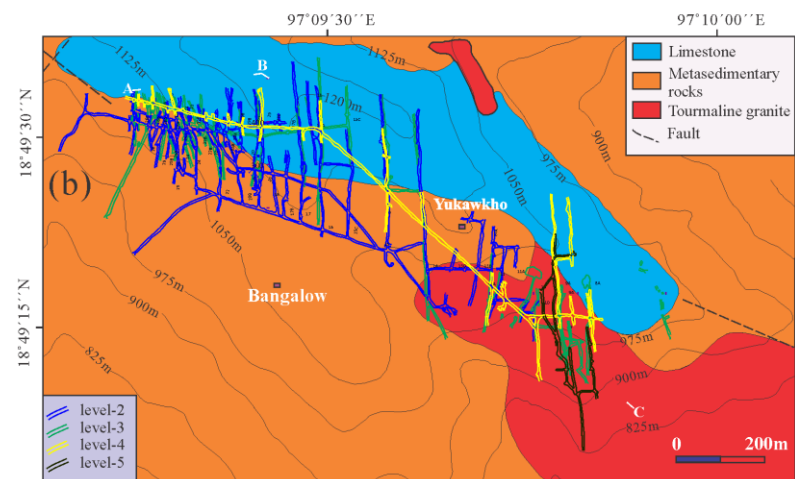 97°09′30″E
97°10′00″E
18°49′30″N
18°49′15″N
(b)
A
B
C
1125m
1125m
1200m
1050m
975m
900m
1050m
975m
900m
825m
975m
900m
825m
Yukawkho
Bangalow
Limestone
Metasedimentary
rocks
Tourmaline granite
Fault
level-2
level-3
level-4
level-5
0
200m